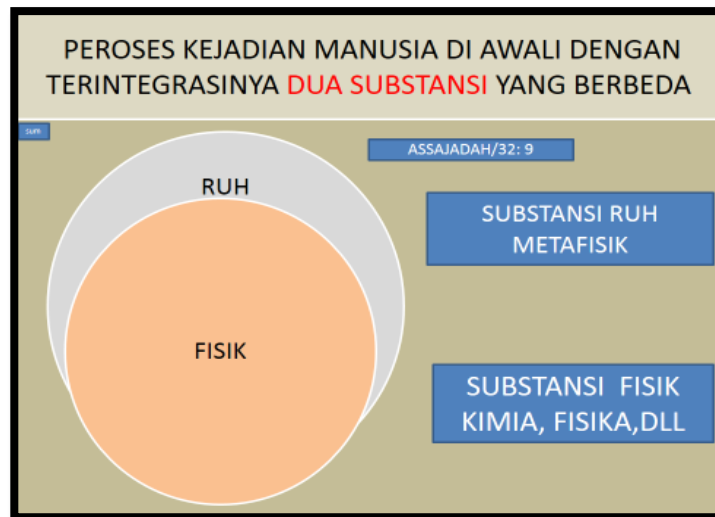 PEROSES KEJADIAN MANUSIA DI AWALI DENGAN
TERINTEGRASINYA DUA SUBSTANSI YANG BERBEDA
sum
ASSAJADAH/32: 9
RUH
SUBSTANSI RUH
METAFISIK
FISIK
SUBSTANSI FISIK
KIMIA, FISIKA,DLL